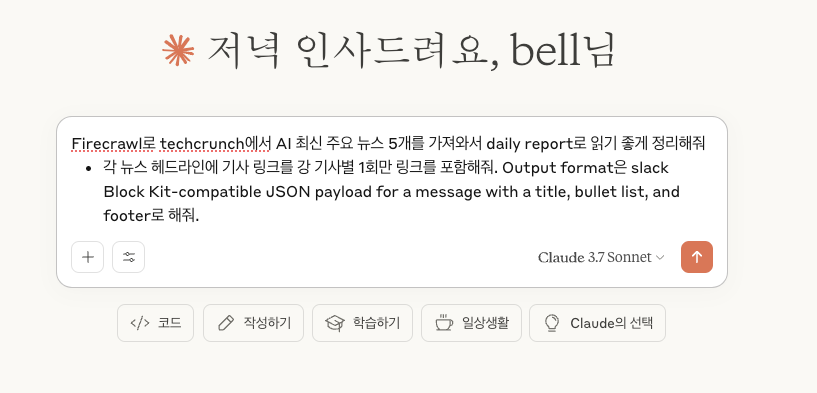 저녁 인사드려요, bell님
Firecrawl로 techcrunch에서 AI 최신 주요 뉴스 5개를 가져와서 daily report로 읽기 좋게 정리해줘
• 각 뉴스 헤드라인에 기사 링크를 강 기사별 1회만 링크를 포함해줘. Output format은 slack
Block Kit-compatible JSON payload for a message with a title, bullet list, and
footer로 해줘.
Claude 3.7 Sonnet
코드
작성하기
학습하기
일상생활
Claude의 선택